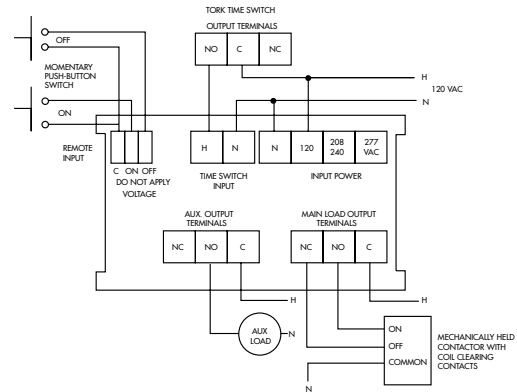 TORK TIME SWITCH
OUTPUT TERMINALS
NO C NC
OFF
MOMENTARY
PUSH-BUTTON
SWITCH
ON
H
120 VAC
N
REMOTE
INPUT
C ON OFF
DO NOT APPLY
VOLTAGE
H N
TIME SWITCH
INPUT
N 120 208
240 277
VAC
INPUT POWER
AUX. OUTPUT
TERMINALS
NC NO C
MAIN LOAD OUTPUT
TERMINALS
NC NO C
H
H
AUX
LOAD
N
ON
OFF
COMMON
MECHANICALLY HELD
CONTACTOR WITH
COIL CLEARING
CONTACTS
N